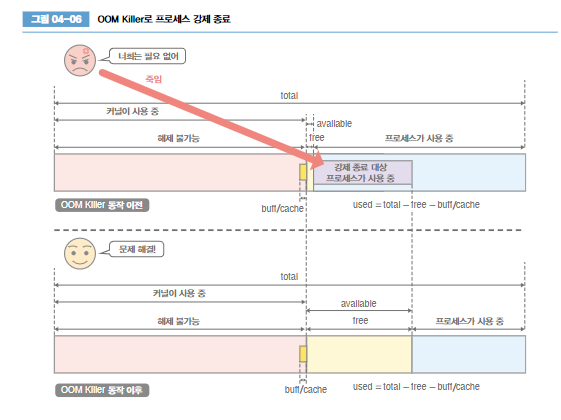 그림 04-06 OOM Killer로 프로세스 강제 종료
너희는 필요 없어
죽임
total
커널이 사용 중
available
해제 불가능
free
프로세스가 사용 중
강제 종료 대상
프로세스가 사용 중
OOM Killer 동작 이전
buff/cache
used = total - free - buff/cache
문제 해결!
total
커널이 사용 중
available
해제 불가능
free
프로세스가 사용 중
OOM Killer 동작 이후
buff/cache
used = total - free - buff/cache